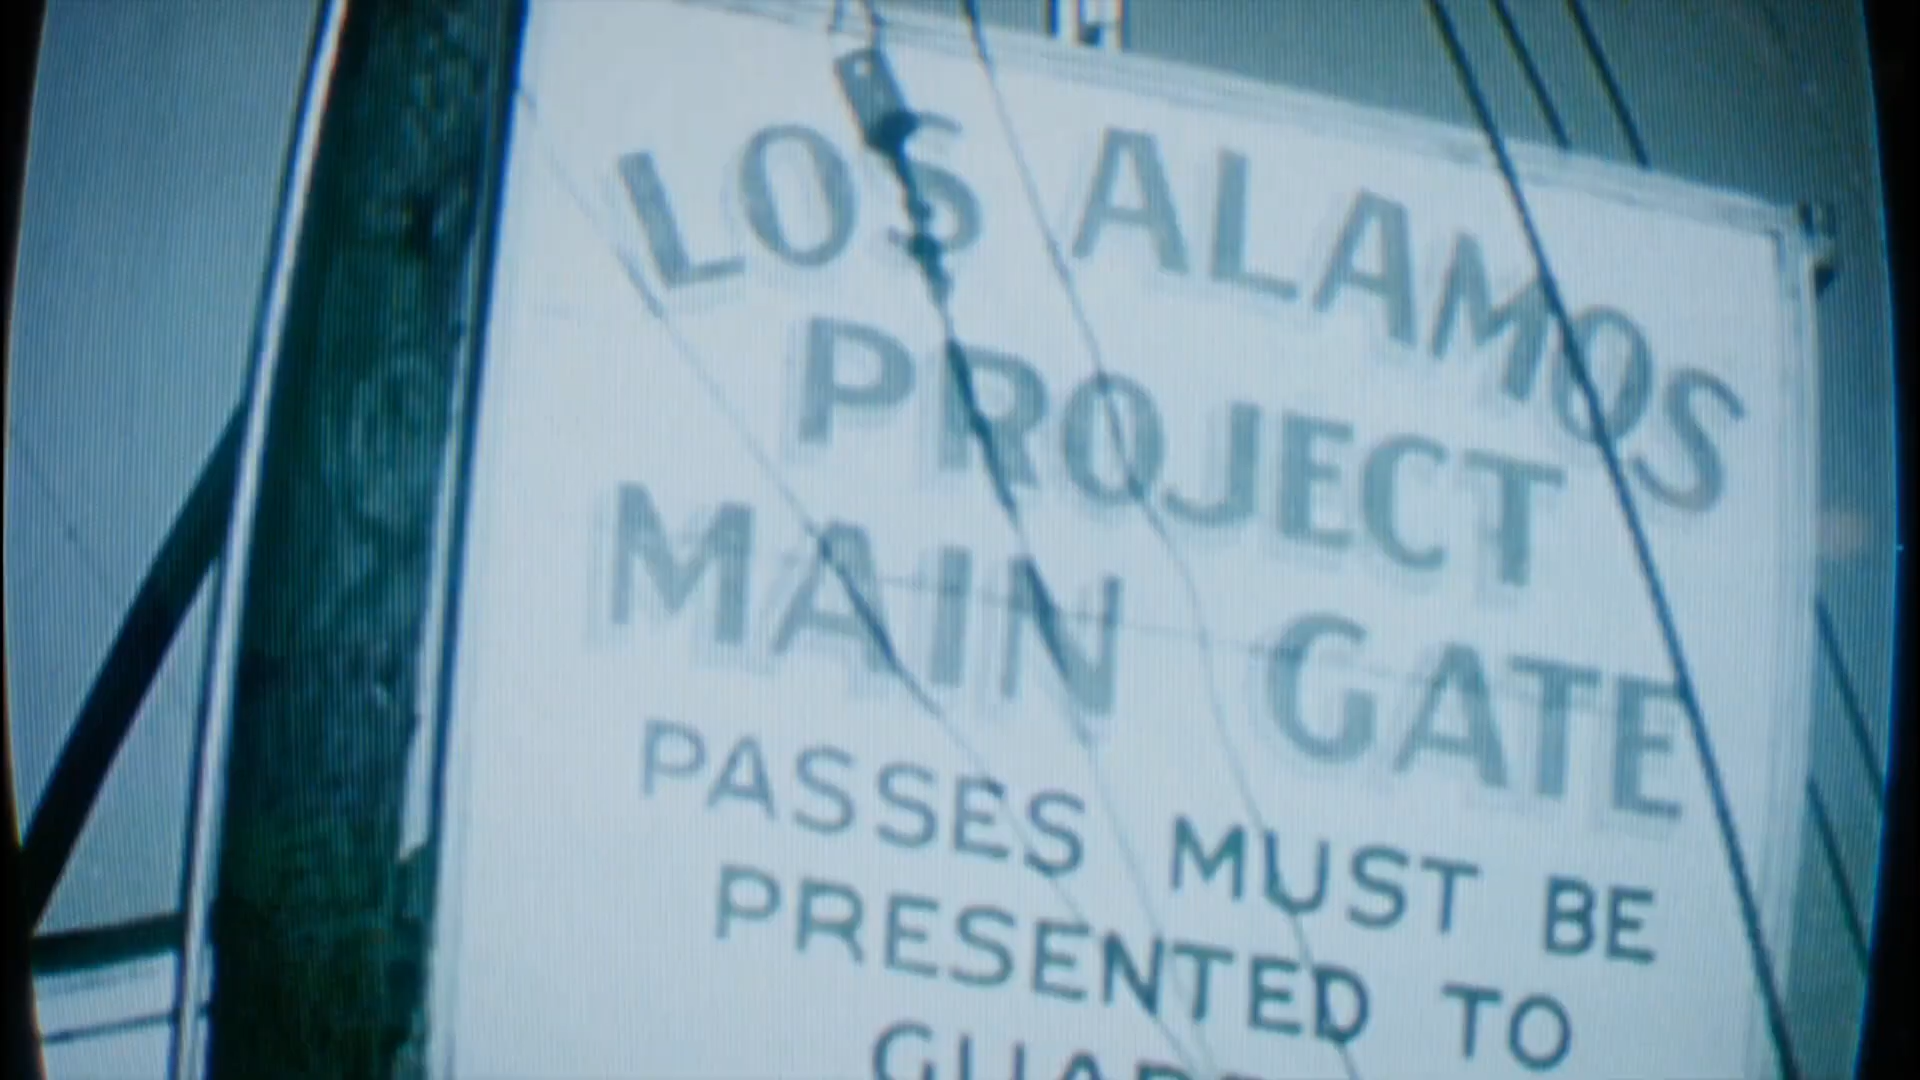 LOS ALAMOS
PROJECT
MAIN GATE
PASSES MUST BE
PRESENTED TO